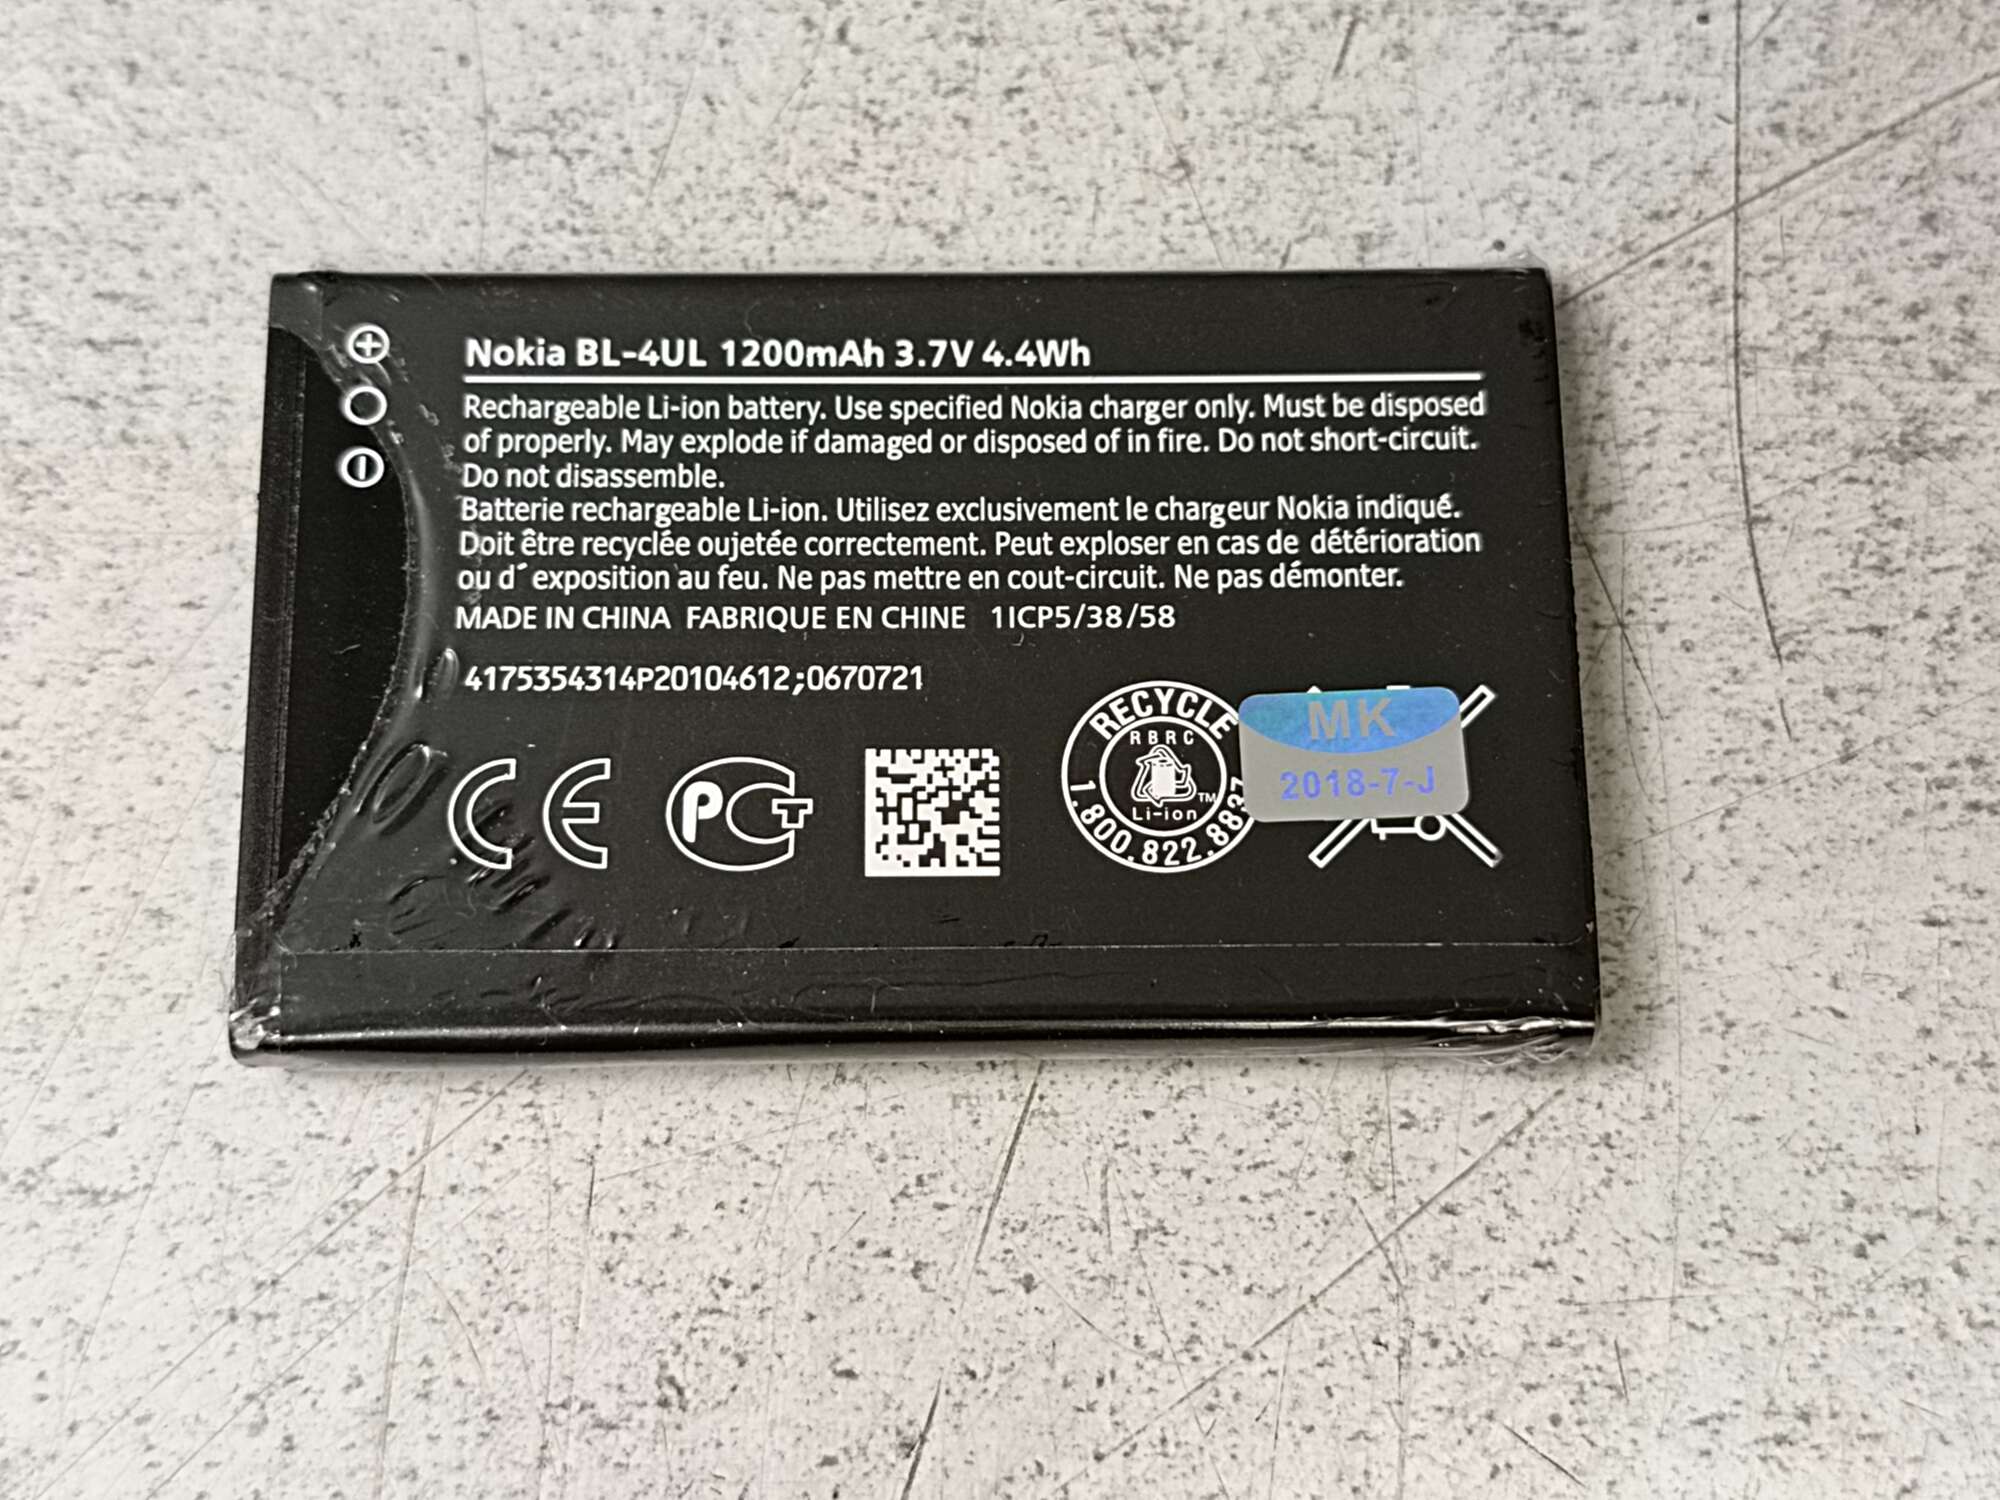 Nokia BL-4UL 1200mAh 3.7V 4.4Wh
Rechargeable Li-ion battery. Use specified Nokia charger only. Must be disposed
of properly. May explode if damaged or disposed of in fire. Do not short-circuit.
Do not disassemble.
Batterie rechargeable Li-ion. Utilisez exclusivement le chargeur Nokia indiqué.
Doit être recyclée oujetée correctement. Peut exploser en cas de détérioration
ou d´exposition au feu. Ne pas mettre en cout-circuit. Ne pas démonter.
MADE IN CHINA FABRIQUE EN CHINE 1ICP5/38/58
4175354314P20104612;0670721
CE
PCT
RECYCLE
RBRC
TM
Li-ion
1.800.822.8837
MK
2018-7-J